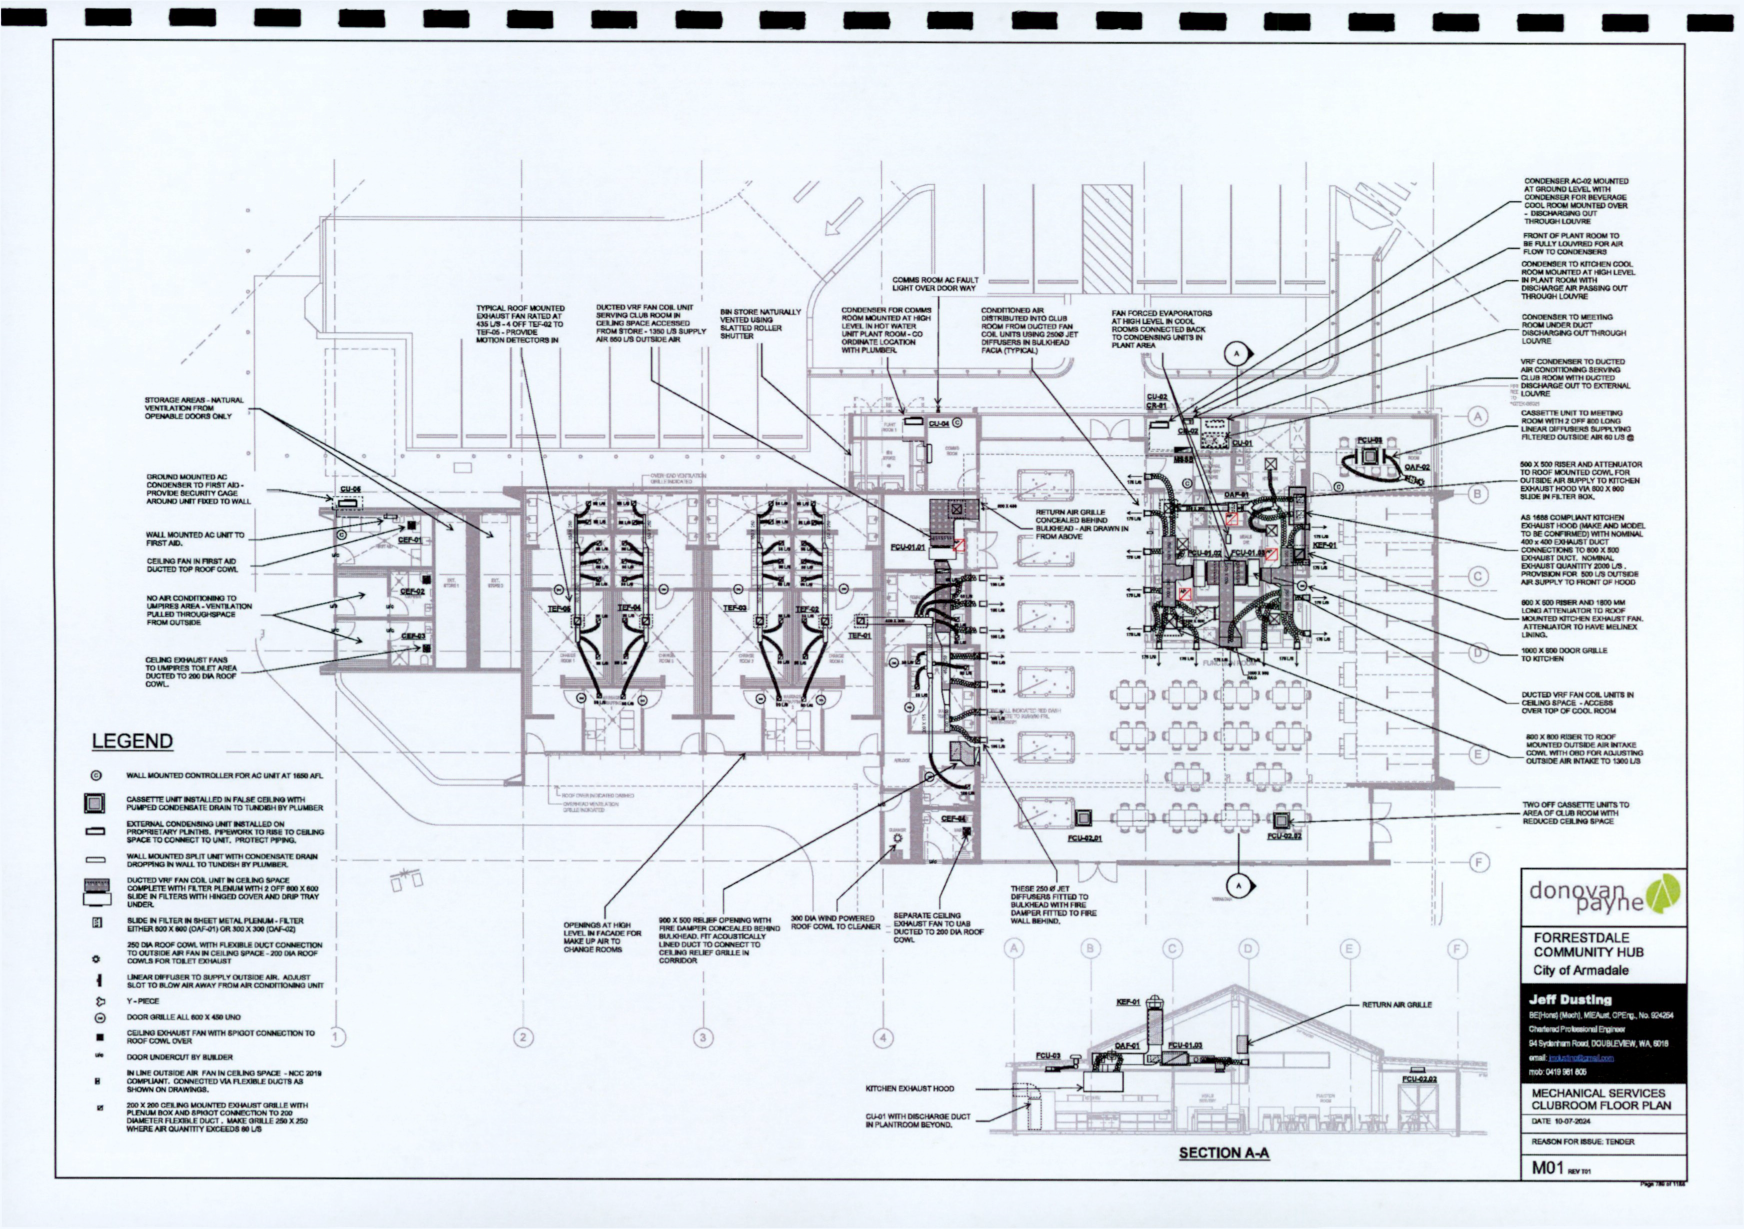 CONDENSER AC-02 MOUNTED
AT GROUND LEVEL WITH
CONDENSER FOR BEVERAGE
COOL ROOM MOUNTED OVER
- DISCHARGING OUT
THROUGH LOUVRE
FRONT OF PLANT ROOM TO
BE FULLY LOUVRED FOR AIR
FLOW TO CONDENSERS
CONDENSER TO KITCHEN COOL
ROOM MOUNTED AT HIGH LEVEL
IN PLANT ROOM WITH
DISCHARGE AIR PASSING OUT
THROUGH LOUVRE
CONDENSER TO MEETING
ROOM UNDER DUCT
DISCHARGING OUT THROUGH
LOUVRE
VRF CONDENSER TO DUCTED
AIR CONDITIONING SERVING
CLUB ROOM WITH DUCTED
DISCHARGE OUT TO EXTERNAL
LOUVRE
CASSETTE UNIT TO MEETING
ROOM WITH 2 OFF 800 LONG
LINEAR DIFFUSERS SUPPLYING
FILTERED OUTSIDE AIR 60 L/S @
500 X 500 RISER AND ATTENUATOR
TO ROOF MOUNTED COWL FOR
OUTSIDE AIR SUPPLY TO KITCHEN
EXHAUST HOOD VIA 800 X 600
SLIDE IN FILTER BOX.
AS 1668 COMPLIANT KITCHEN
EXHAUST HOOD (MAKE AND MODEL
TO BE CONFIRMED) WITH NOMINAL
400 x 400 EXHAUST DUCT
CONNECTIONS TO 600 X 500
EXHAUST DUCT. NOMINAL
EXHAUST QUANTITY 2000 L/S .
PROVISION FOR 500 L/S OUTSIDE
AIR SUPPLY TO FRONT OF HOOD
600 X 500 RISER AND 1800 MM
LONG ATTENUATOR TO ROOF
MOUNTED KITCHEN EXHAUST FAN.
ATTENUATOR TO HAVE MELINEX
LINING.
1000 X 500 DOOR GRILLE
TO KITCHEN
DUCTED VRF FAN COIL UNITS IN
CEILING SPACE - ACCESS
OVER TOP OF COOL ROOM
800 X 800 RISER TO ROOF
MOUNTED OUTSIDE AIR INTAKE
COWL WITH OBD FOR ADJUSTING
OUTSIDE AIR INTAKE TO 1300 L/S
TWO OFF CASSETTE UNITS TO
AREA OF CLUB ROOM WITH
REDUCED CEILING SPACE
COMMS ROOM AC FAULT
LIGHT OVER DOOR WAY
TYPICAL ROOF MOUNTED
EXHAUST FAN RATED AT
435 L/S - 4 OFF TEF-02 TO
TEF-05 - PROVIDE
MOTION DETECTORS IN
DUCTED VRF FAN COIL UNIT
SERVING CLUB ROOM IN
CEILING SPACE ACCESSED
FROM STORE - 1350 L/S SUPPLY
AIR 650 L/S OUTSIDE AIR
BIN STORE NATURALLY
VENTED USING
SLATTED ROLLER
SHUTTER
CONDENSER FOR COMMS
ROOM MOUNTED AT HIGH
LEVEL IN HOT WATER
UNIT PLANT ROOM - CO
ORDINATE LOCATION
WITH PLUMBER
CONDITIONED AIR
DISTRIBUTED INTO CLUB
ROOM FROM DUCTED FAN
COIL UNITS USING 250Ø JET
DIFFUSERS IN BULKHEAD
FACIA (TYPICAL)
FAN FORCED EVAPORATORS
AT HIGH LEVEL IN COOL
ROOMS CONNECTED BACK
TO CONDENSING UNITS IN
PLANT AREA
STORAGE AREAS - NATURAL
VENTILATION FROM
OPENABLE DOORS ONLY
GROUND MOUNTED AC
CONDENSER TO FIRST AID -
PROVIDE SECURITY CAGE
AROUND UNIT FIXED TO WALL
WALL MOUNTED AC UNIT TO
FIRST AID.
CEILING FAN IN FIRST AID
DUCTED TOP ROOF COWL
NO AIR CONDITIONING TO
UMPIRES AREA - VENTILATION
PULLED THROUGHSPACE
FROM OUTSIDE
CELING EXHAUST FANS
TO UMPIRES TOILET AREA
DUCTED TO 200 DIA ROOF
COWL.
RETURN AIR GRILLE
CONCEALED BEHIND
BULKHEAD - AIR DRAWN IN
FROM ABOVE
A
CU-03
CR-01
CU-02
CU-01
CU-04
CU-05
FCU-03
OAF-02
OAF-01
KEF-01
FCU-01.01
FCU-01.02
FCU-01.03
CEF-01
CEF-02
CEF-03
CEF-04
TEF-05
TEF-04
TEF-03
TEF-02
TEF-01
FCU-02.01
FCU-02.02
A
B
C
D
E
F
A
1
2
3
4
LEGEND
WALL MOUNTED CONTROLLER FOR AC UNIT AT 1650 AFL
CASSETTE UNIT INSTALLED IN FALSE CEILING WITH
PUMPED CONDENSATE DRAIN TO TUNDISH BY PLUMBER
EXTERNAL CONDENSING UNIT INSTALLED ON
PROPRIETARY PLINTHS. PIPEWORK TO RISE TO CEILING
SPACE TO CONNECT TO UNIT. PROTECT PIPING.
WALL MOUNTED SPLIT UNIT WITH CONDENSATE DRAIN
DROPPING IN WALL TO TUNDISH BY PLUMBER.
DUCTED VRF FAN COIL UNIT IN CEILING SPACE
COMPLETE WITH FILTER PLENUM WITH 2 OFF 600 X 600
SLIDE IN FILTERS WITH HINGED COVER AND DRIP TRAY
UNDER.
SLIDE IN FILTER IN SHEET METAL PLENUM - FILTER
EITHER 800 X 600 (OAF-01) OR 300 X 300 (OAF-02)
250 DIA ROOF COWL WITH FLEXIBLE DUCT CONNECTION
TO OUTSIDE AIR FAN IN CEILING SPACE - 200 DIA ROOF
COWLS FOR TOILET EXHAUST
LINEAR DIFFUSER TO SUPPLY OUTSIDE AIR. ADJUST
SLOT TO BLOW AIR AWAY FROM AIR CONDITIONING UNIT
Y - PIECE
DOOR GRILLE ALL 600 X 450 UNO
CEILING EXHAUST FAN WITH SPIGOT CONNECTION TO
ROOF COWL OVER
U/C DOOR UNDERCUT BY BUILDER
IN LINE OUTSIDE AIR FAN IN CEILING SPACE - NCC 2019
COMPLIANT. CONNECTED VIA FLEXIBLE DUCTS AS
SHOWN ON DRAWINGS.
200 X 200 CEILING MOUNTED EXHAUST GRILLE WITH
PLENUM BOX AND SPIGOT CONNECTION TO 200
DIAMETER FLEXIBLE DUCT . MAKE GRILLE 250 X 250
WHERE AIR QUANTITY EXCEEDS 60 L/S
OPENINGS AT HIGH
LEVEL IN FACADE FOR
MAKE UP AIR TO
CHANGE ROOMS
900 X 500 RELIEF OPENING WITH
FIRE DAMPER CONCEALED BEHIND
BULKHEAD. FIT ACOUSTICALLY
LINED DUCT TO CONNECT TO
CEILING RELIEF GRILLE IN
CORRIDOR
300 DIA WIND POWERED
ROOF COWL TO CLEANER
SEPARATE CEILING
EXHAUST FAN TO UAB
DUCTED TO 200 DIA ROOF
COWL
THESE 250 Ø JET
DIFFUSERS FITTED TO
BULKHEAD WITH FIRE
DAMPER FITTED TO FIRE
WALL BEHIND.
A
B
C
D
E
F
KEF-01
RETURN AIR GRILLE
OAF-01
FCU-01.03
FCU-03
FCU-02.02
KITCHEN EXHAUST HOOD
CU-01 WITH DISCHARGE DUCT
IN PLANTROOM BEYOND.
SECTION A-A
donovan
payne
FORRESTDALE
COMMUNITY HUB
City of Armadale
Jeff Dusting
BE(Hons) (Mech), MIEAust, CPEng., No. 924254
Chartered Professional Engineer
94 Sydenham Road, DOUBLEVIEW, WA, 6018
email: jmdusting@gmail.com
mob: 0419 981 805
MECHANICAL SERVICES
CLUBROOM FLOOR PLAN
DATE 10-07-2024
REASON FOR ISSUE: TENDER
M01 REV T01